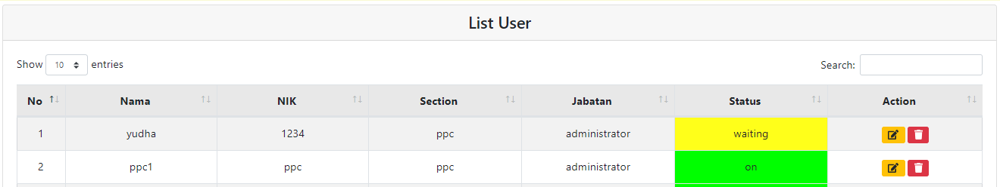 List User
Show 10 entries Search:
No Nama NIK Section Jabatan Status Action
1 yudha 1234 ppc administrator waiting
2 ppc1 ppc ppc administrator on